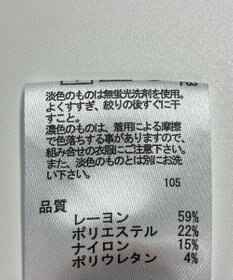 淡色のものは無蛍光洗剤を使用。
よくすすぎ、絞りの後すぐに干
すこと。
濃色のものは、着用による摩擦
で色落ちする事がありますので、
組み合せの衣服にご注意下さい。
また、淡色のものとは別にお洗
い下さい。
105
品質
レーヨン 59%
ポリエステル 22%
ナイロン 15%
ポリウレタン 4%